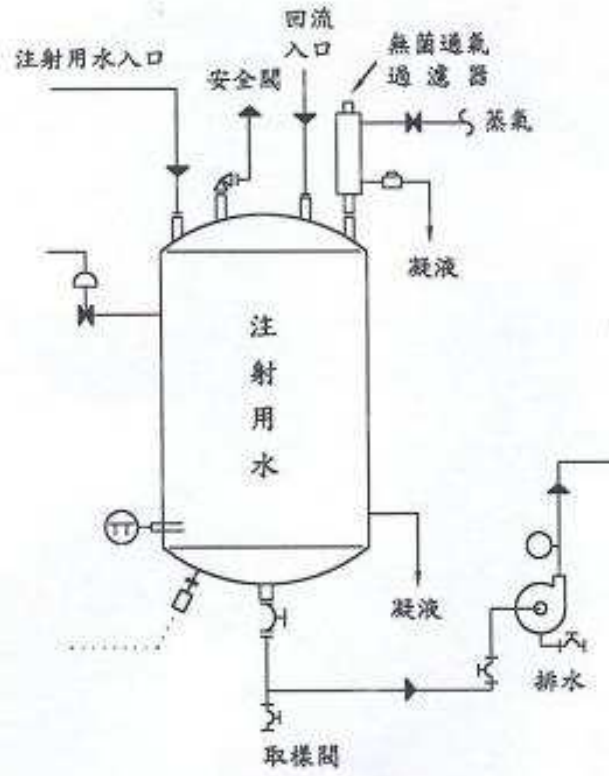 回流
入口
注射用水入口
安全閥
無菌通氣
過濾器
蒸氣
凝液
注
射
用
水
凝液
排水
取樣閥